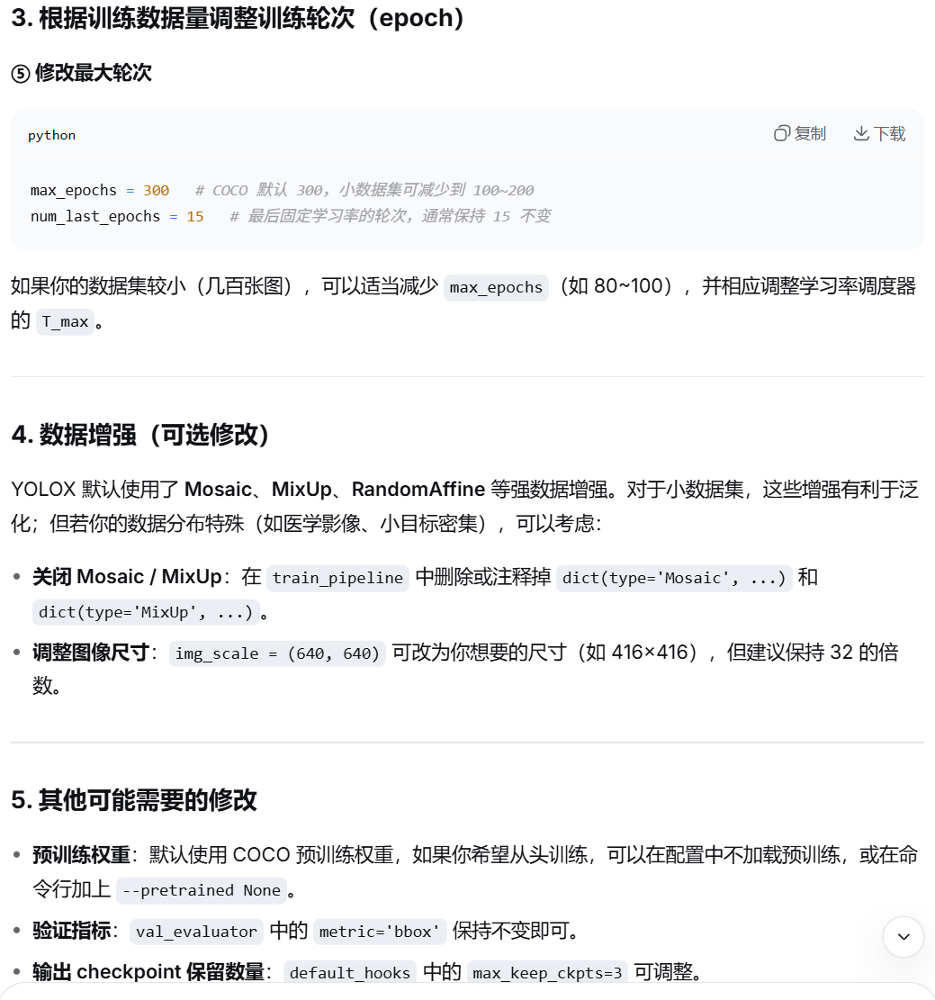 3. 根据训练数据量调整训练轮次（epoch）
⑤ 修改最大轮次
python 复制 下载
max_epochs = 300   # COCO 默认 300，小数据集可减少到 100~200
num_last_epochs = 15   # 最后固定学习率的轮次，通常保持 15 不变
如果你的数据集较小（几百张图），可以适当减少 max_epochs（如 80~100），并相应调整学习率调度器
的 T_max。
4. 数据增强（可选修改）
YOLOX 默认使用了 Mosaic、MixUp、RandomAffine 等强数据增强。对于小数据集，这些增强有利于泛
化；但若你的数据分布特殊（如医学影像、小目标密集），可以考虑：
• 关闭 Mosaic / MixUp：在 train_pipeline 中删除或注释掉 dict(type='Mosaic', ...) 和
dict(type='MixUp', ...)。
• 调整图像尺寸：img_scale = (640, 640) 可改为你想要的尺寸（如 416×416），但建议保持 32 的倍
数。
5. 其他可能需要的修改
• 预训练权重：默认使用 COCO 预训练权重，如果你希望从头训练，可以在配置中不加载预训练，或在命
令行加上 --pretrained None。
• 验证指标：val_evaluator 中的 metric='bbox' 保持不变即可。
• 输出 checkpoint 保留数量：default_hooks 中的 max_keep_ckpts=3 可调整。